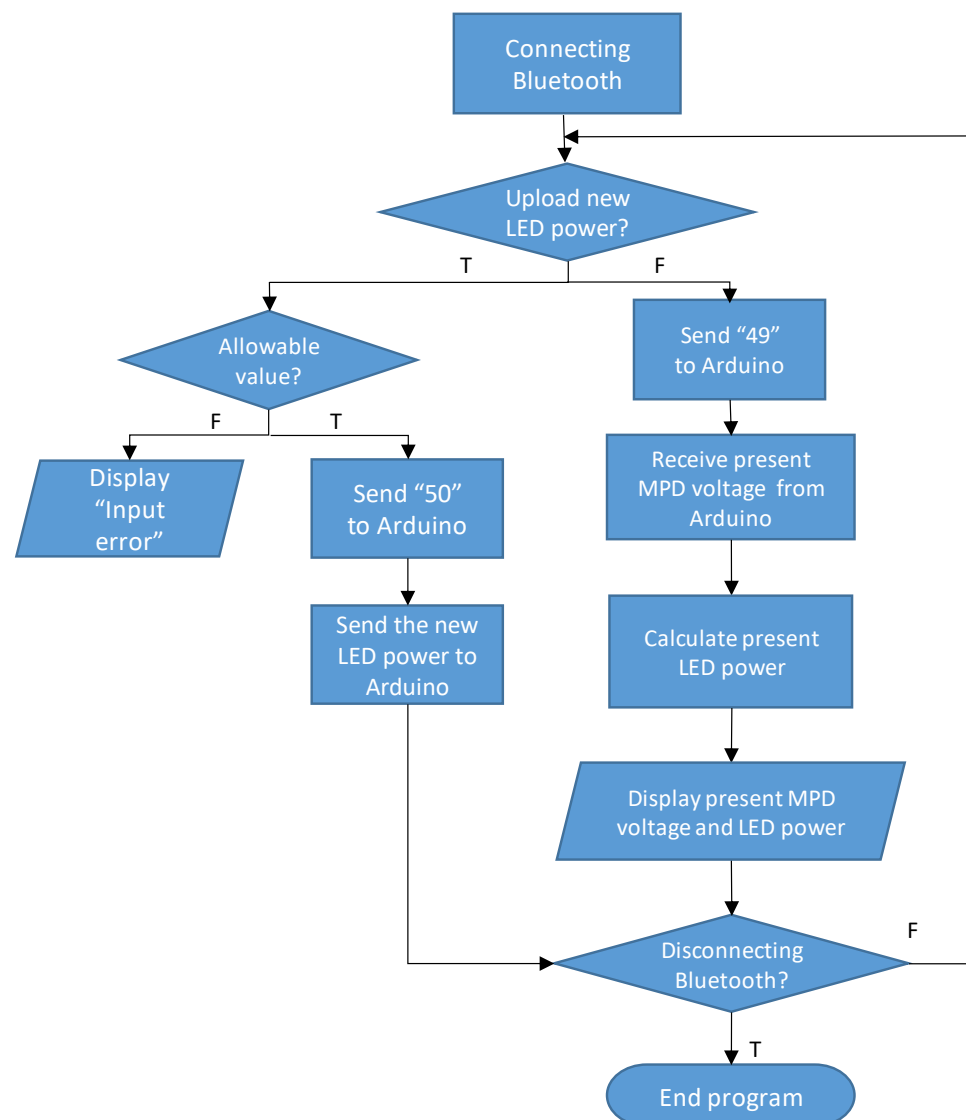 Connecting
Bluetooth
Upload new
LED power?
T
F
Allowable
value?
Send “49”
to Arduino
F
T
Display
“Input
error”
Send “50”
to Arduino
Receive present
MPD voltage from
Arduino
Send the new
LED power to
Arduino
Calculate present
LED power
Display present MPD
voltage and LED power
Disconnecting
Bluetooth?
F
T
End program